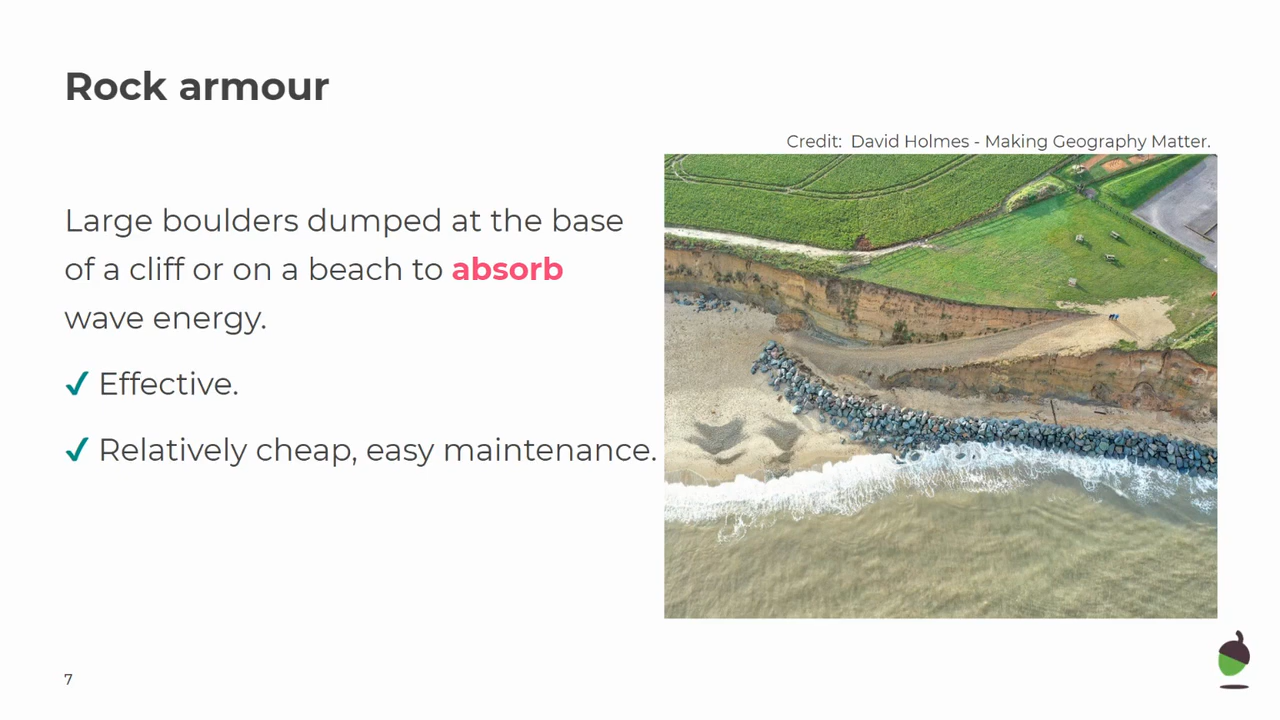 Rock armour
Credit: David Holmes - Making Geography Matter.
Large boulders dumped at the base
of a cliff or on a beach to absorb
wave energy.
✔ Effective.
✔ Relatively cheap, easy maintenance.
7